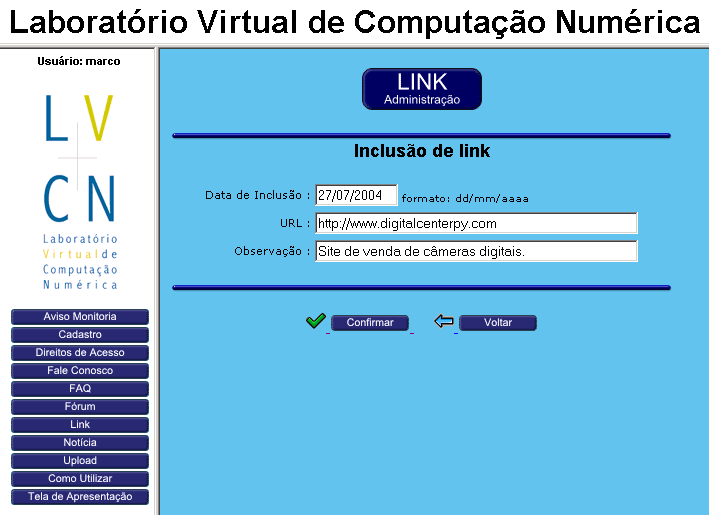 Laboratório Virtual de Computação Numérica
Usuário: marco
L V
C N
Laboratório
Virtual de
Computação
Numérica
Aviso Monitoria
Cadastro
Direitos de Acesso
Fale Conosco
FAQ
Fórum
Link
Notícia
Upload
Como Utilizar
Tela de Apresentação
LINK
Administração
Inclusão de link
Data de Inclusão : 27/07/2004 formato: dd/mm/aaaa
URL : http://www.digitalcenterpy.com
Observação : Site de venda de câmeras digitais.
Confirmar Voltar